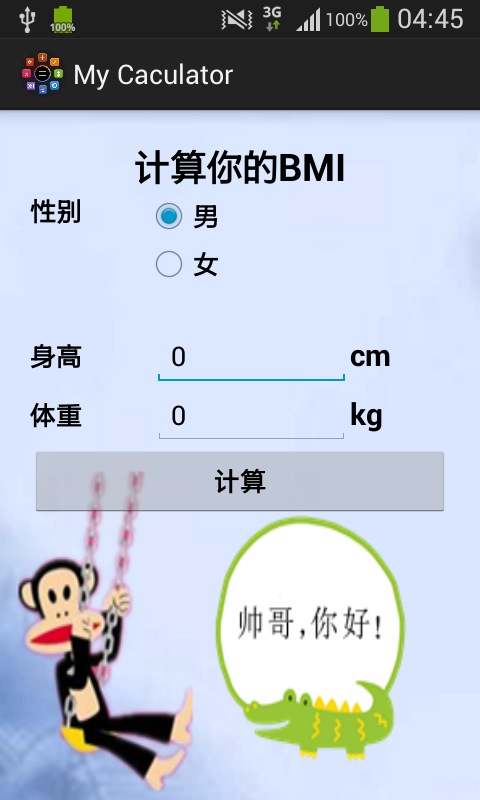 100%
3G
100%
04:45
My Caculator
计算你的BMI
性别
男
女
身高 0 cm
体重 0 kg
计算
帅哥,你好!